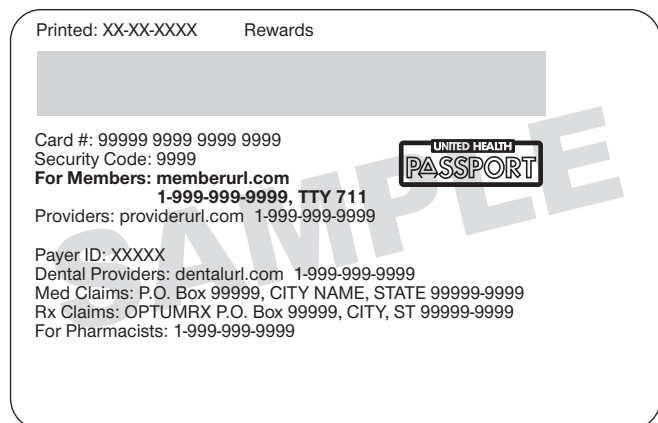 Printed: XX-XX-XXXX Rewards
Card #: 99999 9999 9999 9999
Security Code: 9999
UNITED HEALTH
PASSPORT
For Members: memberurl.com
1-999-999-9999, TTY 711
Providers: providerurl.com 1-999-999-9999
SAMPLE
Payer ID: XXXXX
Dental Providers: dentalurl.com 1-999-999-9999
Med Claims: P.O. Box 99999, CITY NAME, STATE 99999-9999
Rx Claims: OPTUMRX P.O. Box 99999, CITY, ST 99999-9999
For Pharmacists: 1-999-999-9999